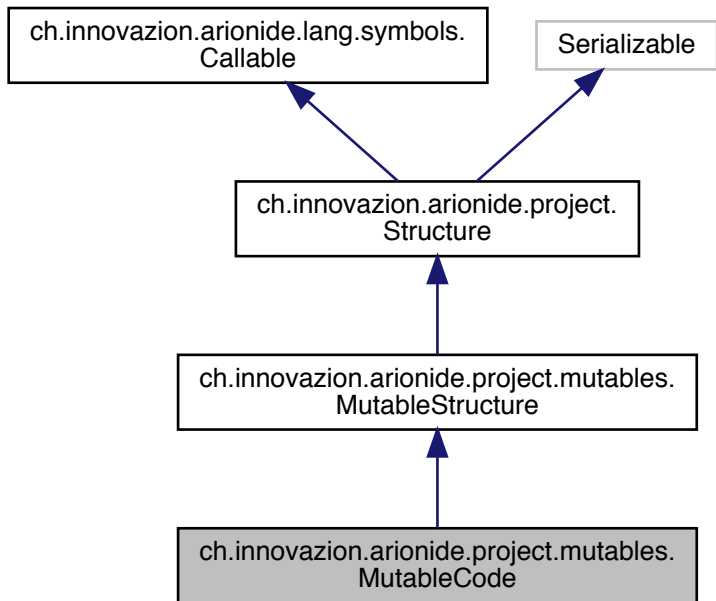 ch.innovazion.arionide.lang.symbols.
Callable
Serializable
ch.innovazion.arionide.project.
Structure
ch.innovazion.arionide.project.mutables.
MutableStructure
ch.innovazion.arionide.project.mutables.
MutableCode